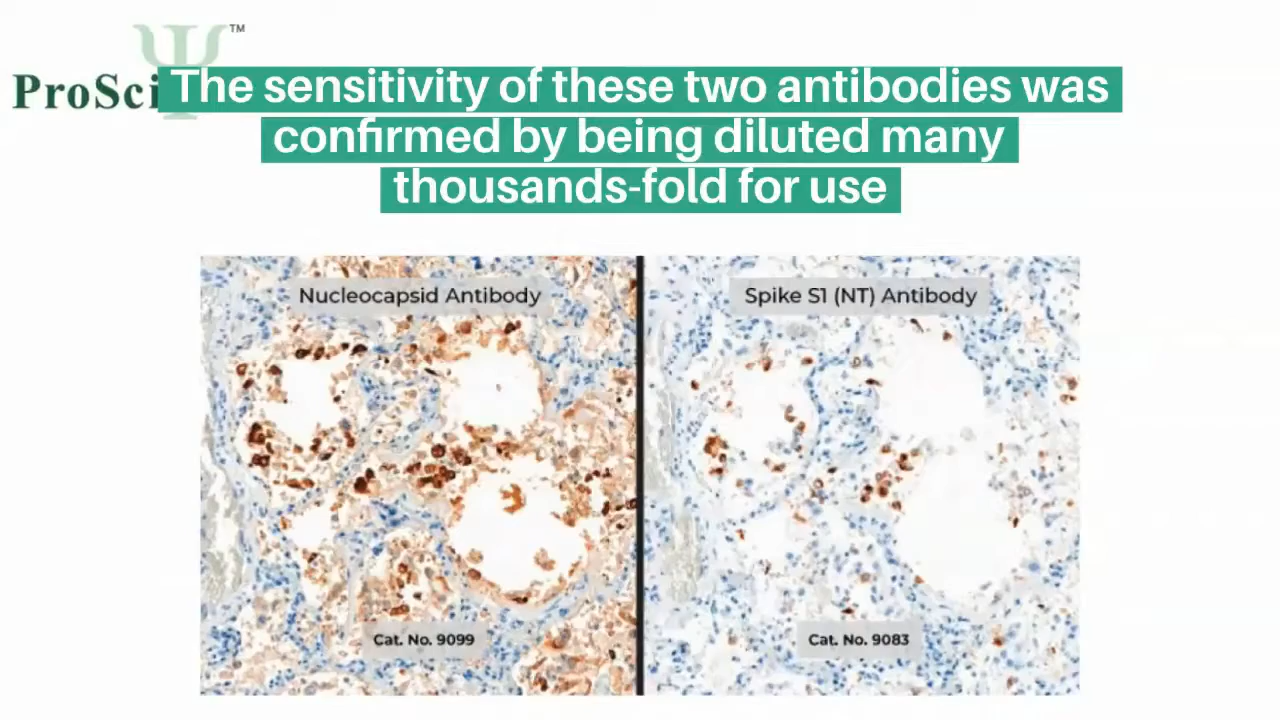 TM
ProSci
The sensitivity of these two antibodies was
confirmed by being diluted many
thousands-fold for use
Nucleocapsid Antibody
Spike S1 (NT) Antibody
Cat. No. 9099
Cat. No. 9083